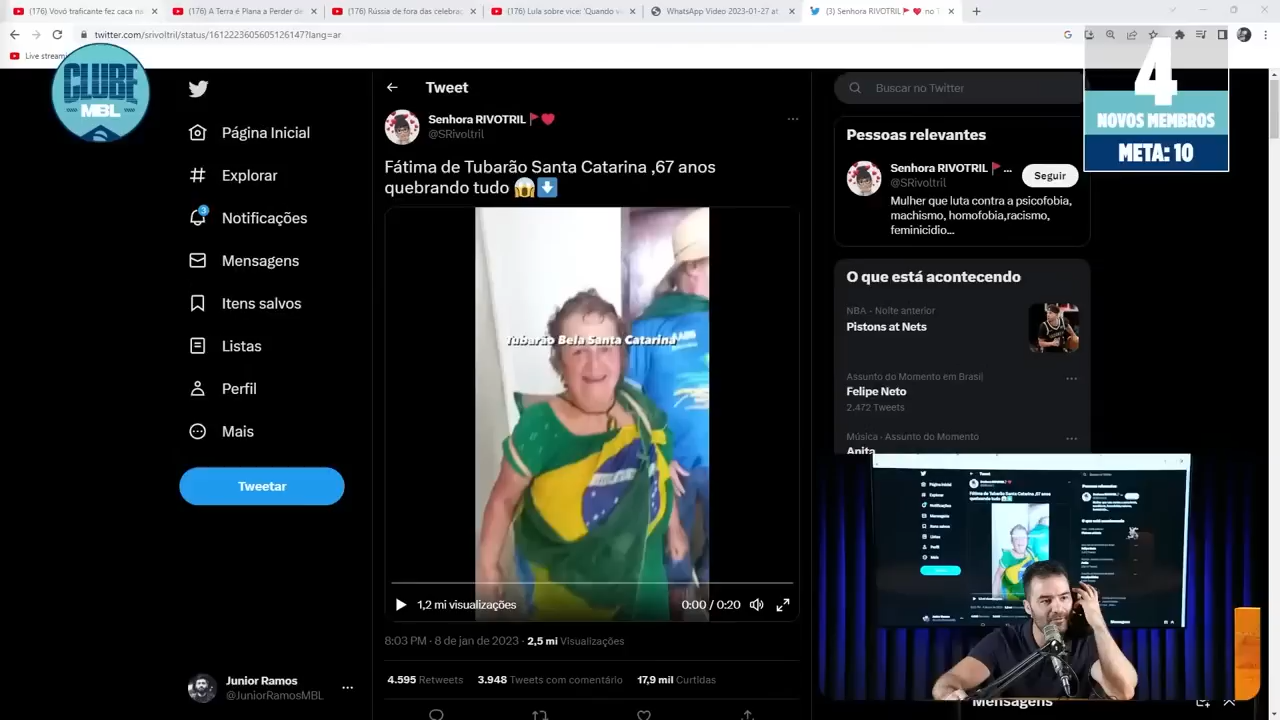 (176) Vovó traficante fez caca na
(176) A Terra é Plana a Perder de
(176) Rússia de fora das celebra
(176) Lula sobre vice: 'Quando v
WhatsApp Video 2023-01-27 at
(3) Senhora RIVOTRIL no T
twitter.com/srivoltril/status/1612223605605126147?lang=ar
Live streami
CLUBE
MBL
4
NOVOS MEMBROS
META: 10
Página Inicial
Explorar
3
Notificações
Mensagens
Itens salvos
Listas
Perfil
Mais
Tweetar
Junior Ramos
@JuniorRamosMBL
Tweet
Senhora RIVOTRIL
@SRivoltril
Fátima de Tubarão Santa Catarina ,67 anos
quebrando tudo
Tubarão Bela Santa Catarina
1,2 mi visualizações
0:00 / 0:20
8:03 PM · 8 de jan de 2023 · 2,5 mi Visualizações
4.595 Retweets 3.948 Tweets com comentário 17,9 mil Curtidas
Buscar no Twitter
Pessoas relevantes
Senhora RIVOTRIL ...
@SRivoltril
Seguir
Mulher que luta contra a psicofobia,
machismo, homofobia,racismo,
feminicidio...
O que está acontecendo
NBA · Noite anterior
Pistons at Nets
Assunto do Momento em Brasil
Felipe Neto
2.472 Tweets
Música · Assunto do Momento
Anita
Mensagens